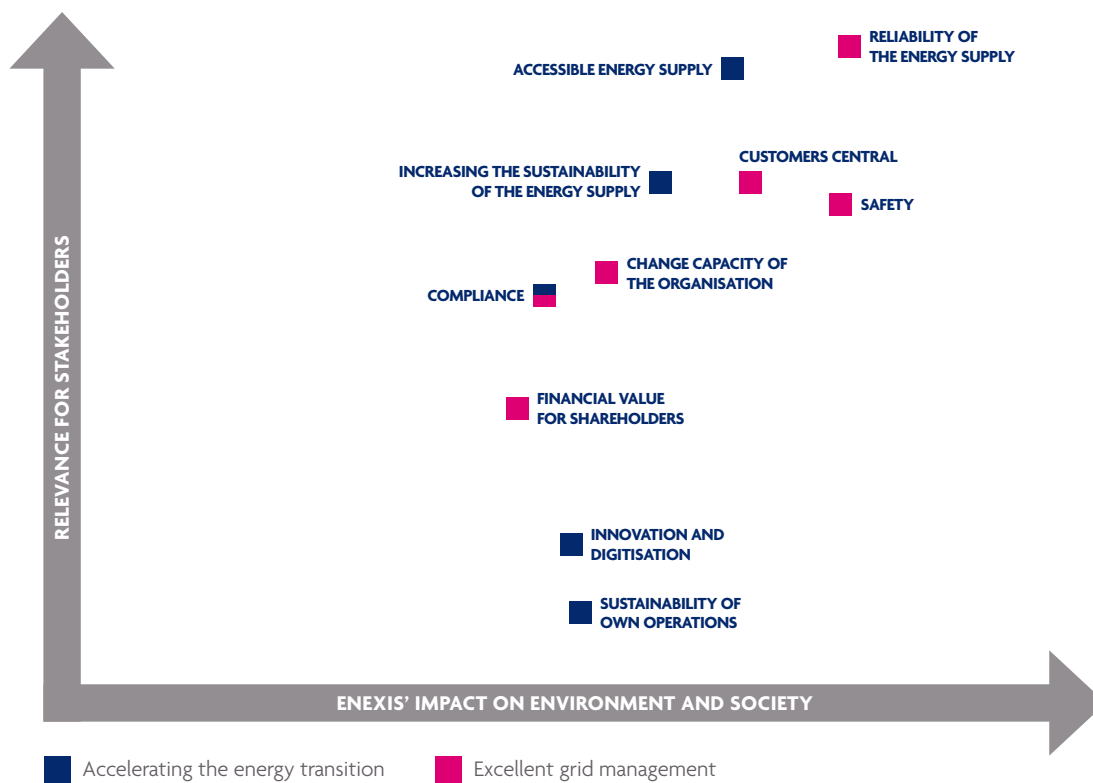 RELIABILITY OF
THE ENERGY SUPPLY
ACCESSIBLE ENERGY SUPPLY
CUSTOMERS CENTRAL
INCREASING THE SUSTAINABILITY
OF THE ENERGY SUPPLY
SAFETY
CHANGE CAPACITY OF
THE ORGANISATION
COMPLIANCE
FINANCIAL VALUE
FOR SHAREHOLDERS
INNOVATION AND
DIGITISATION
SUSTAINABILITY OF
OWN OPERATIONS
RELEVANCE FOR STAKEHOLDERS
ENEXIS’ IMPACT ON ENVIRONMENT AND SOCIETY
Accelerating the energy transition
Excellent grid management